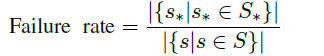 Failure rate = |{s_*|s_* ∈ S_*}| / |{s|s ∈ S}|